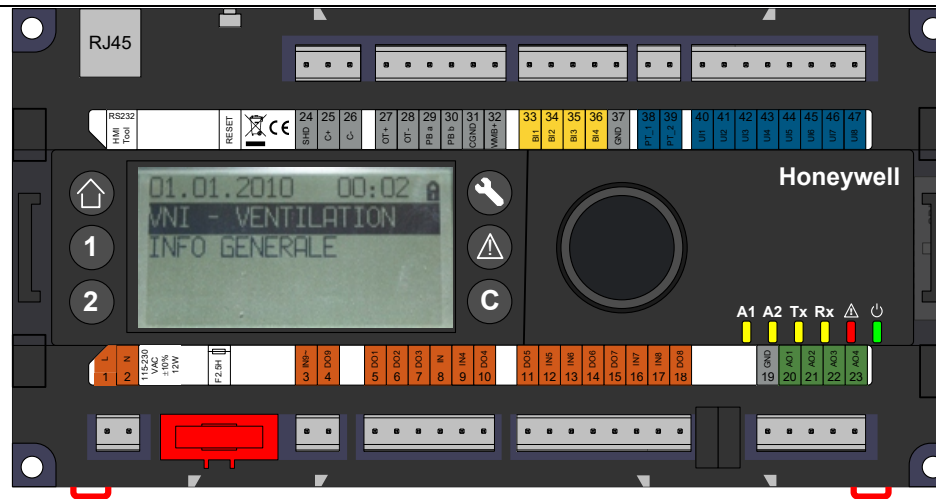 RJ45
RS232
HMI
Tool
RESET
CE
24 25 26 27 28 29 30 31 32 33 34 35 36 37 38 39 40 41 42 43 44 45 46 47
SHD C+ C- OT+ OT- PB a PB b CGND WMB+ BI1 BI2 BI3 BI4 GND PT_1 PT_2 UI1 UI2 UI3 UI4 UI5 UI6 UI7 UI8
Honeywell
01.01.2010 00:02
VNI - VENTILATION
INFO GENERALE
1
2
C
A1 A2 Tx Rx
L N
1 2
115-230
VAC
±10%
12W
F2.5H
IN9~ DO9 DO1 DO2 DO3 IN IN4 DO4 DO5 IN5 IN6 DO6 DO7 IN7 IN8 DO8 GND AO1 AO2 AO3 AO4
3 4 5 6 7 8 9 10 11 12 13 14 15 16 17 18 19 20 21 22 23